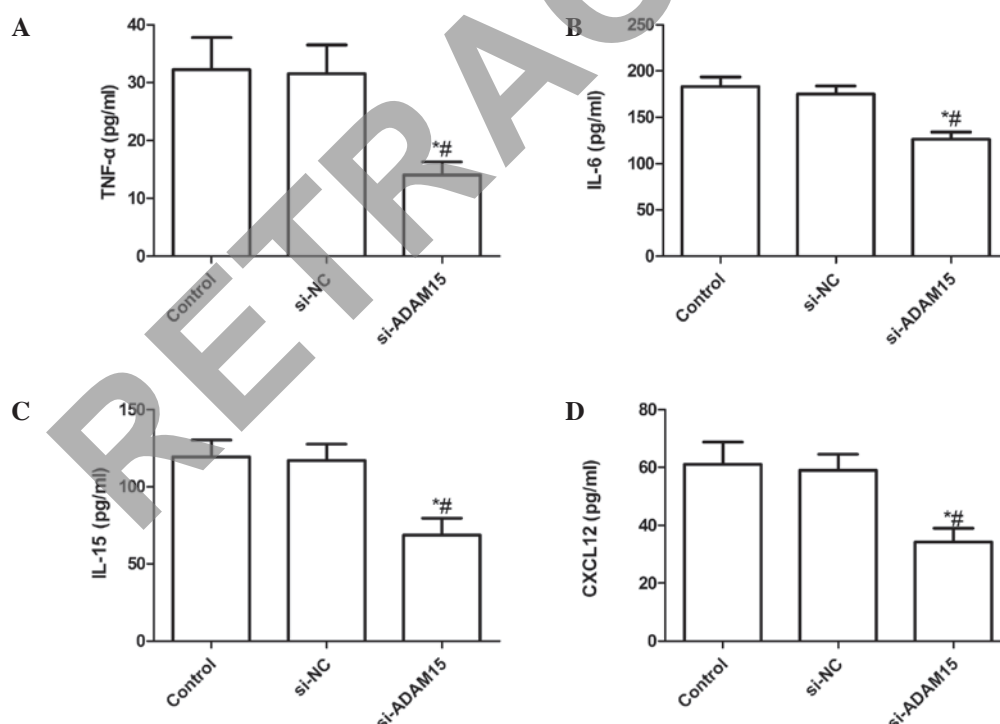 A
40
30
20
10
0
TNF-α (pg/ml)
*#
Control
si-NC
si-ADAM15
B
250
200
150
100
50
0
IL-6 (pg/ml)
*#
Control
si-NC
si-ADAM15
C
150
100
50
0
IL-15 (pg/ml)
*#
Control
si-NC
si-ADAM15
D
80
60
40
20
0
CXCL12 (pg/ml)
*#
Control
si-NC
si-ADAM15
RETRAC